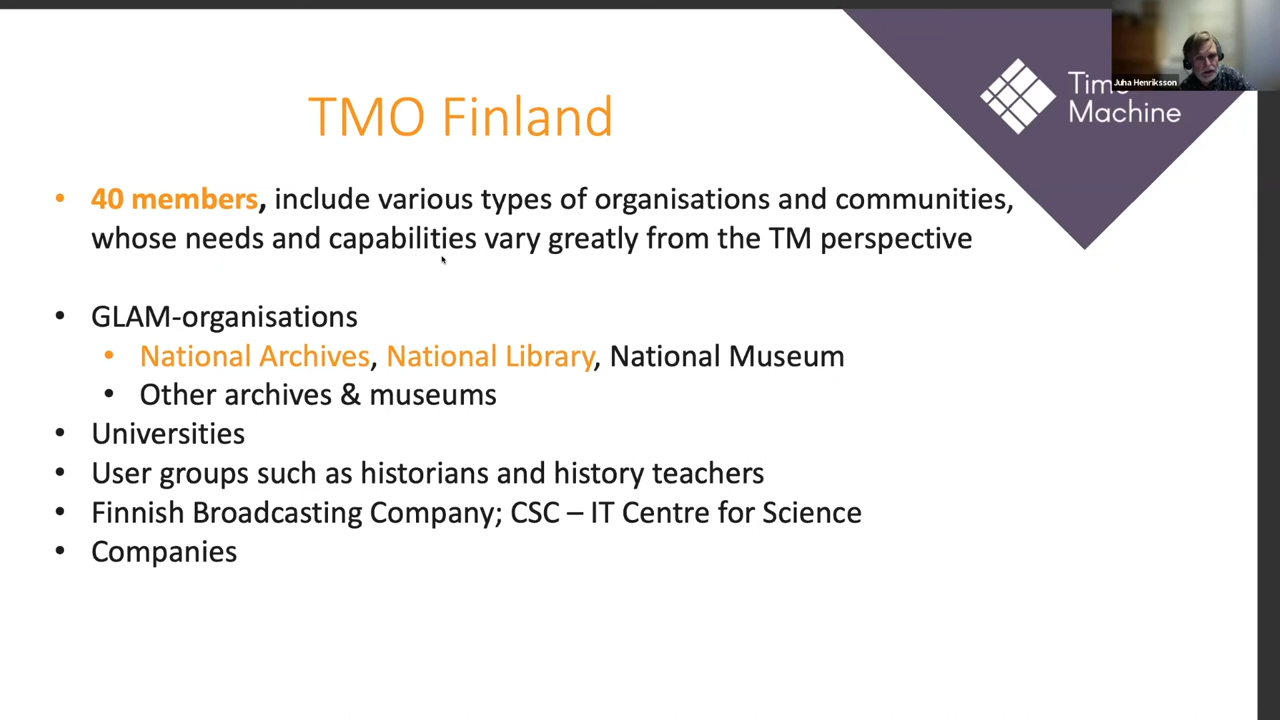 TMO Finland
Time
Machine
Juha Henriksson
• 40 members, include various types of organisations and communities,
whose needs and capabilities vary greatly from the TM perspective
• GLAM-organisations
• National Archives, National Library, National Museum
• Other archives & museums
• Universities
• User groups such as historians and history teachers
• Finnish Broadcasting Company; CSC – IT Centre for Science
• Companies